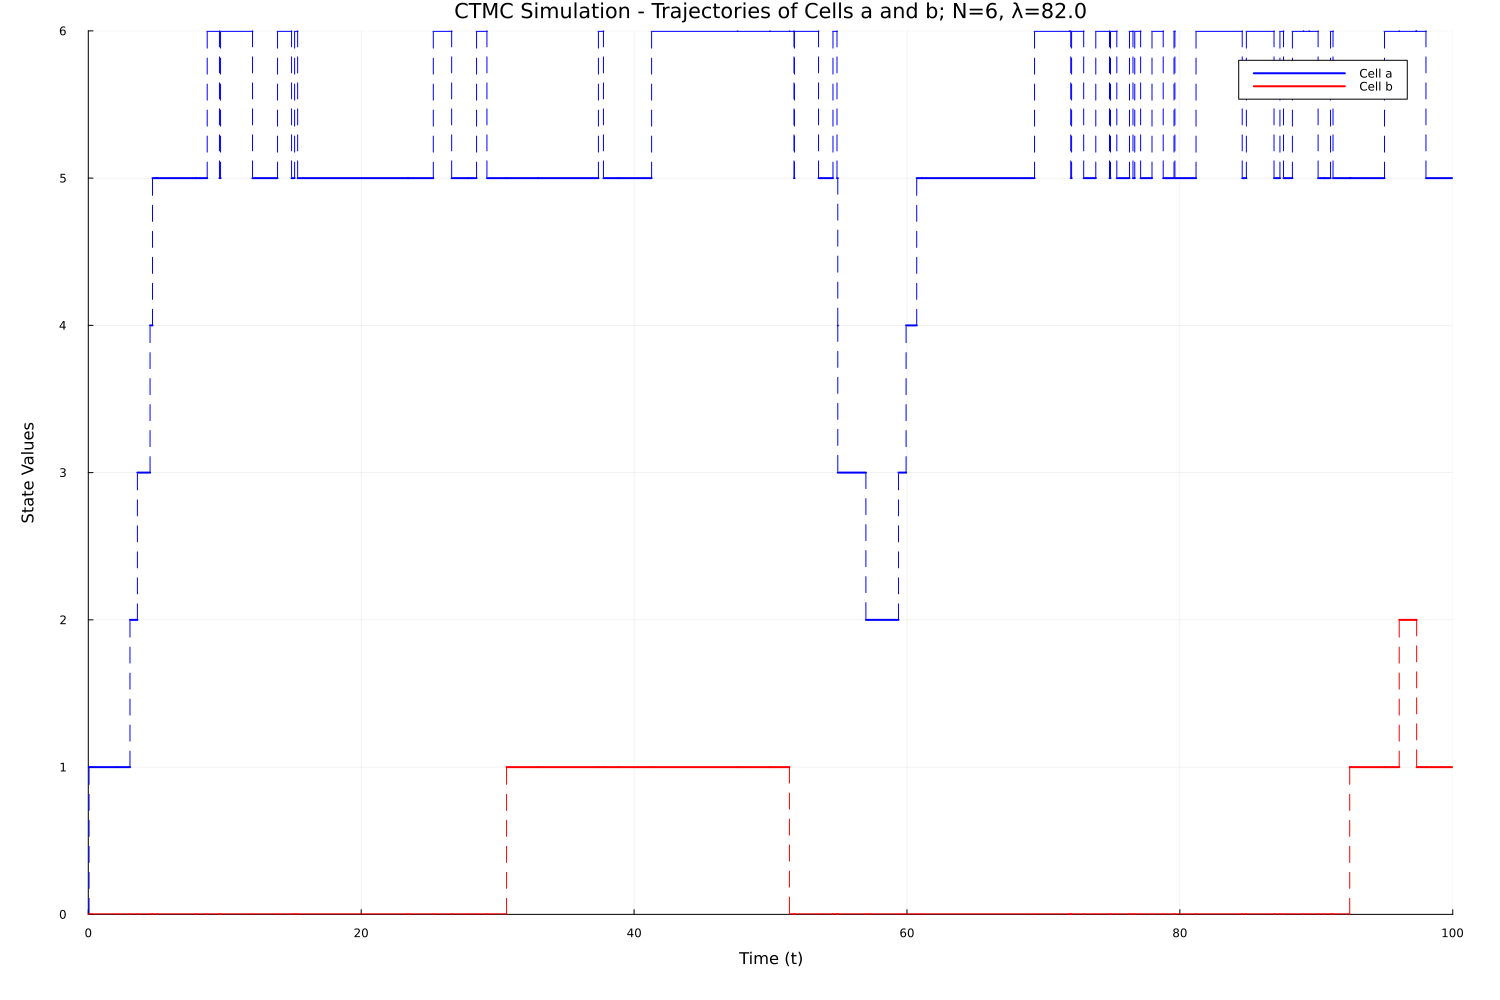 CTMC Simulation - Trajectories of Cells a and b; N=6, λ=82.0
6
Cell a
Cell b
5
4
3
State Values
2
1
0
0 20 40 60 80 100
Time (t)